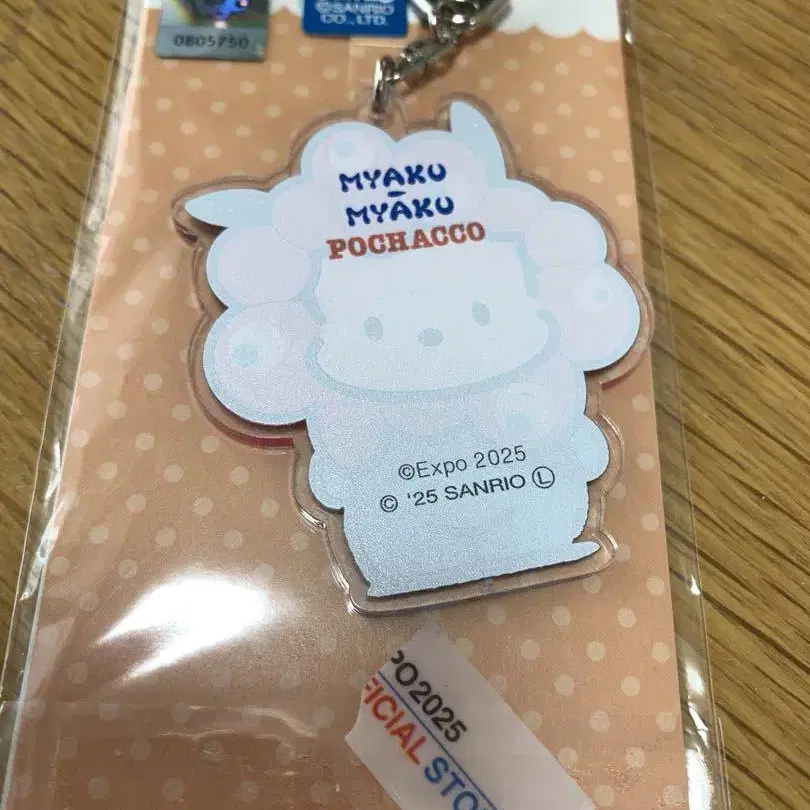 0805750
©SANRIO
CO., LTD.
MYAKU
-
MYAKU
POCHACCO
©Expo 2025
© '25 SANRIO Ⓛ
PO2025
FICIAL STO